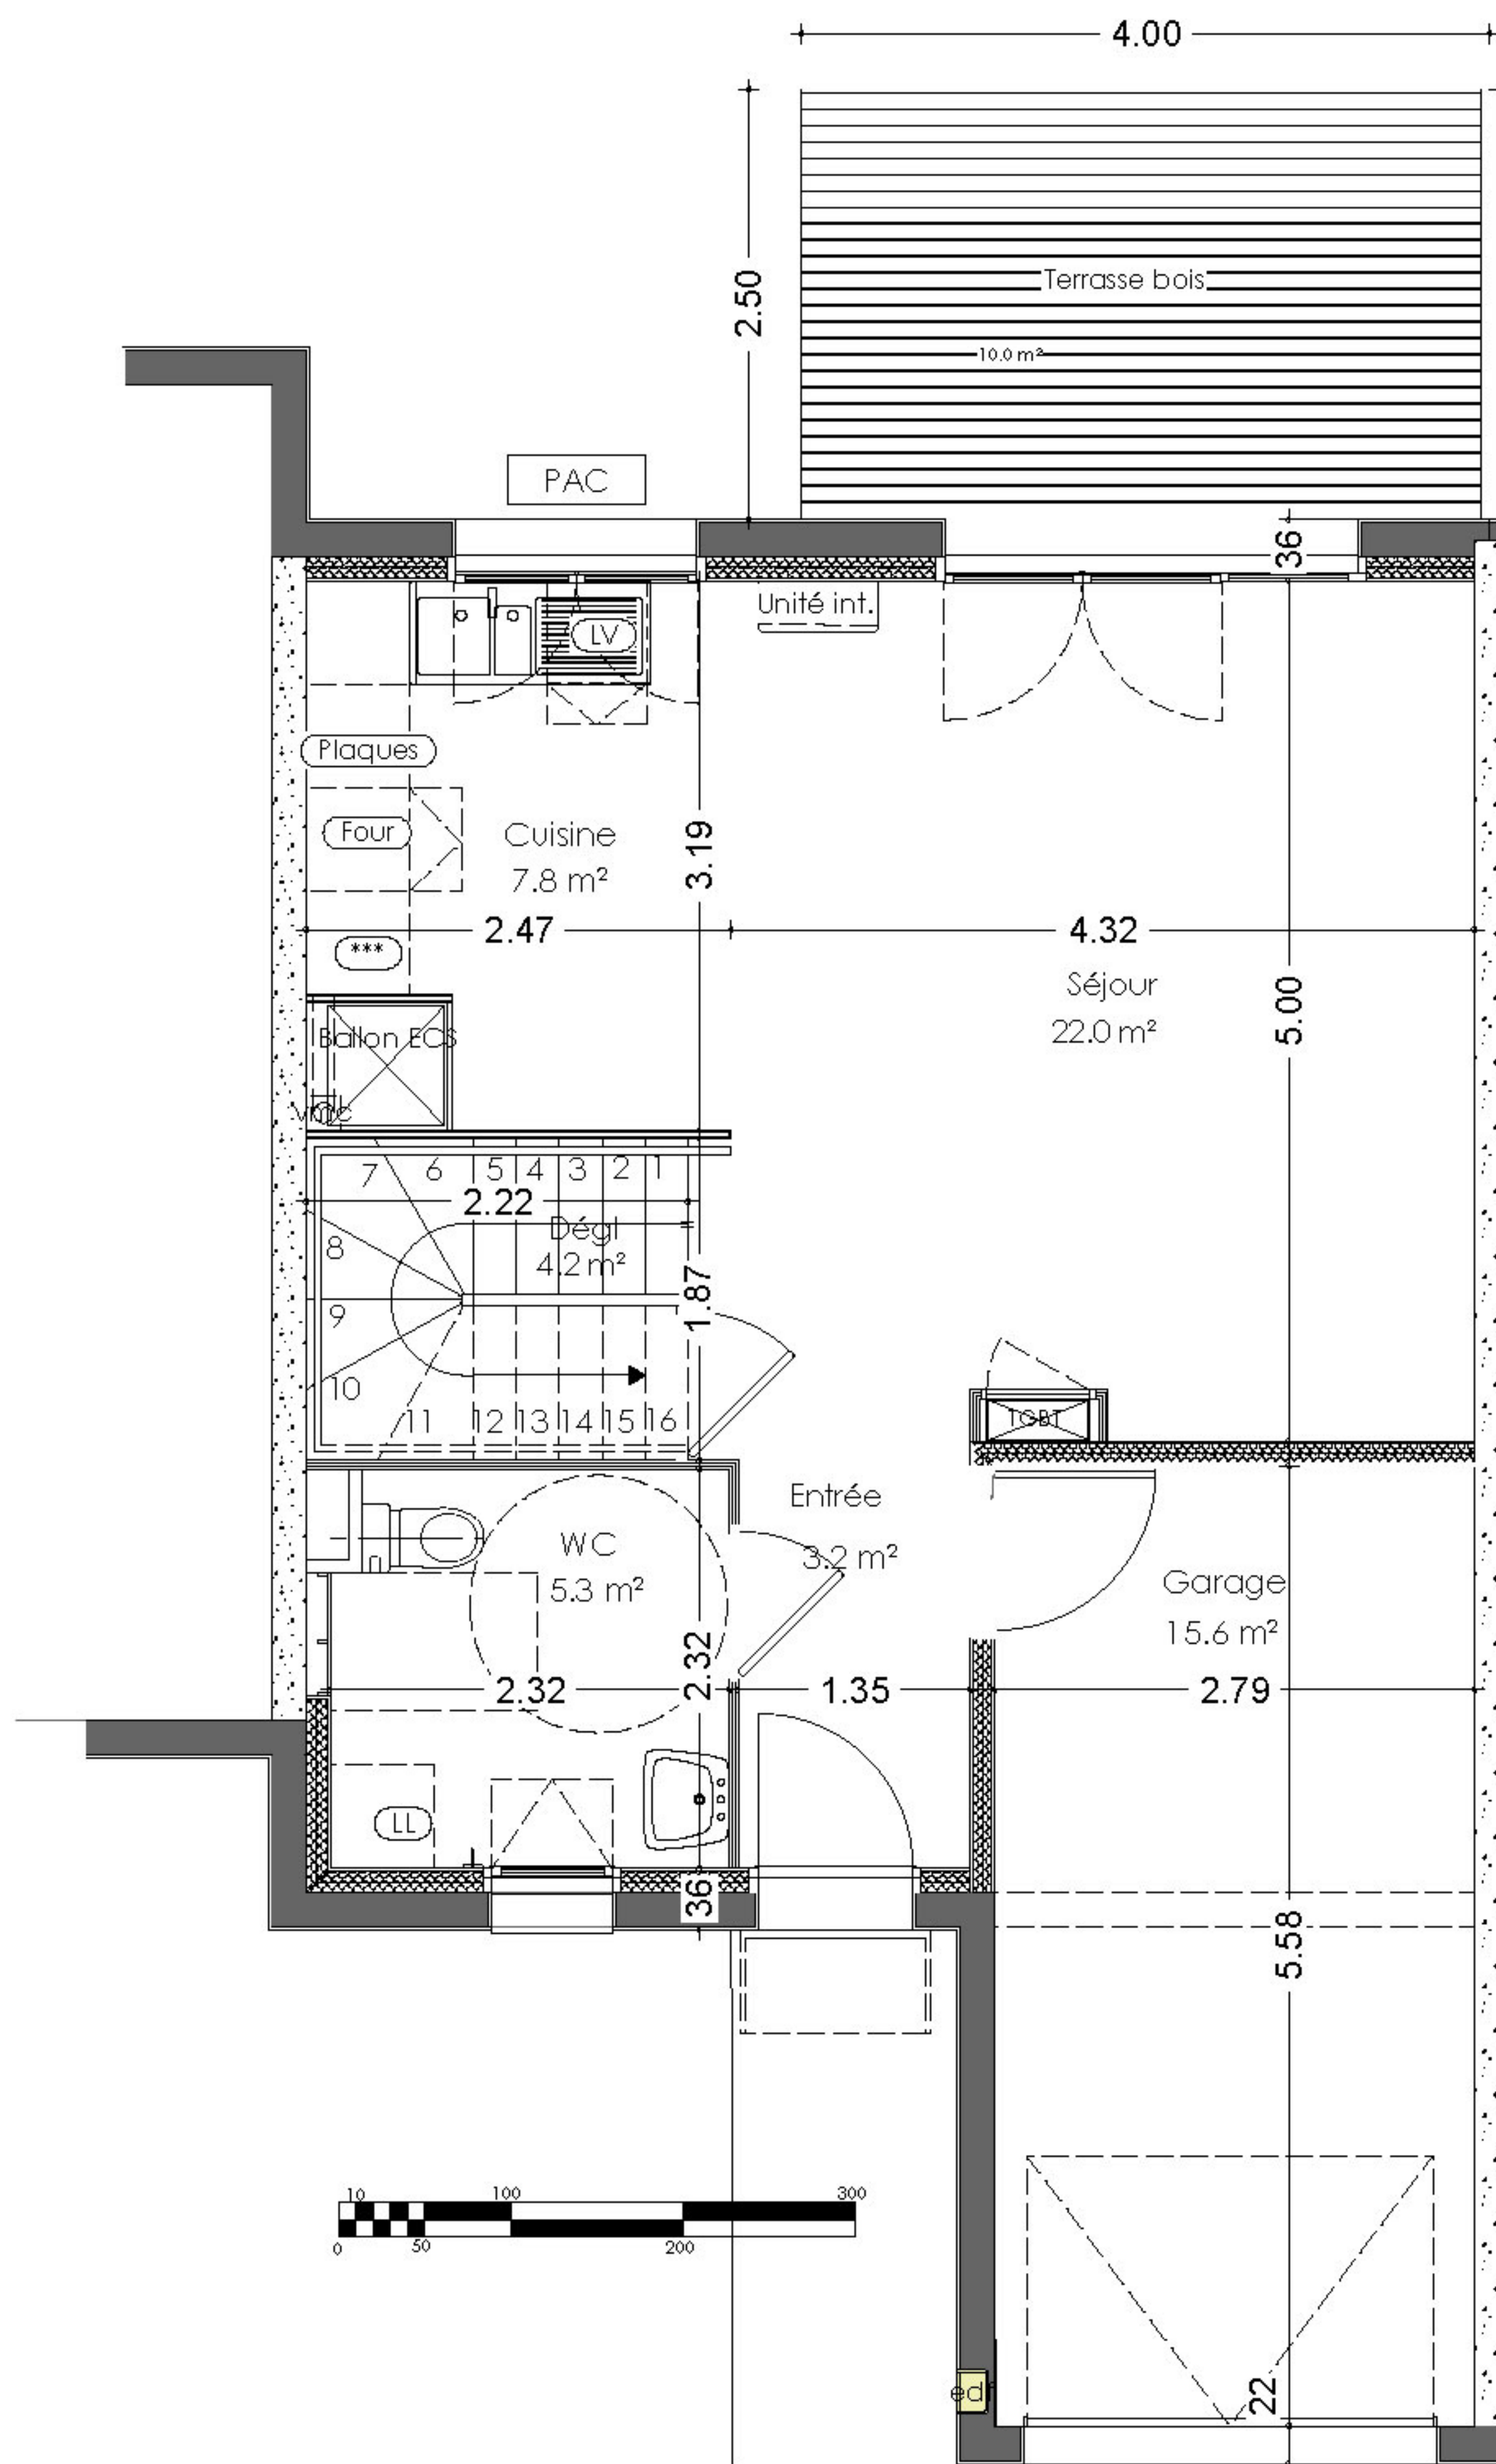 4.00
2.50
Terrasse bois
10.0 m²
PAC
36
Unité int.
LV
Plaques
Four
Cuisine
7.8 m²
3.19
2.47
4.32
***
Séjour
22.0 m²
5.00
Ballon ECS
vmc
7 6 5 4 3 2 1
2.22
Dégl
4.2 m²
8
1.87
9
10
11 12 13 14 15 16
TGBT
Entrée
3.2 m²
WC
5.3 m²
Garage
15.6 m²
2.32
2.32
1.35
2.79
LL
36
5.58
10 100 300
0 50 200
22
edf